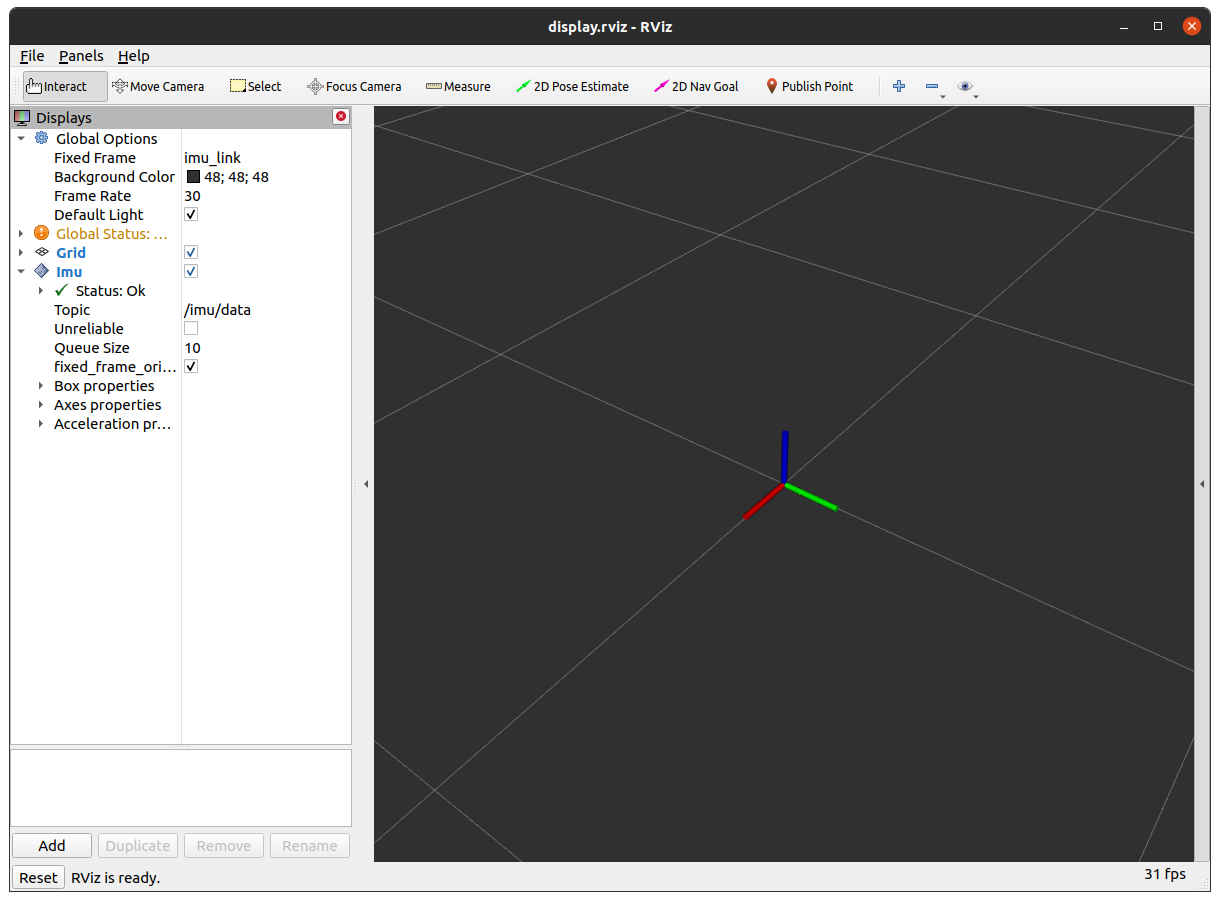 display.rviz - RViz
File Panels Help
Interact Move Camera Select Focus Camera Measure 2D Pose Estimate 2D Nav Goal Publish Point
Displays
Global Options
Fixed Frame imu_link
Background Color 48; 48; 48
Frame Rate 30
Default Light
Global Status: ...
Grid
Imu
Status: Ok
Topic /imu/data
Unreliable
Queue Size 10
fixed_frame_ori...
Box properties
Axes properties
Acceleration pr...
Add Duplicate Remove Rename
Reset RViz is ready. 31 fps